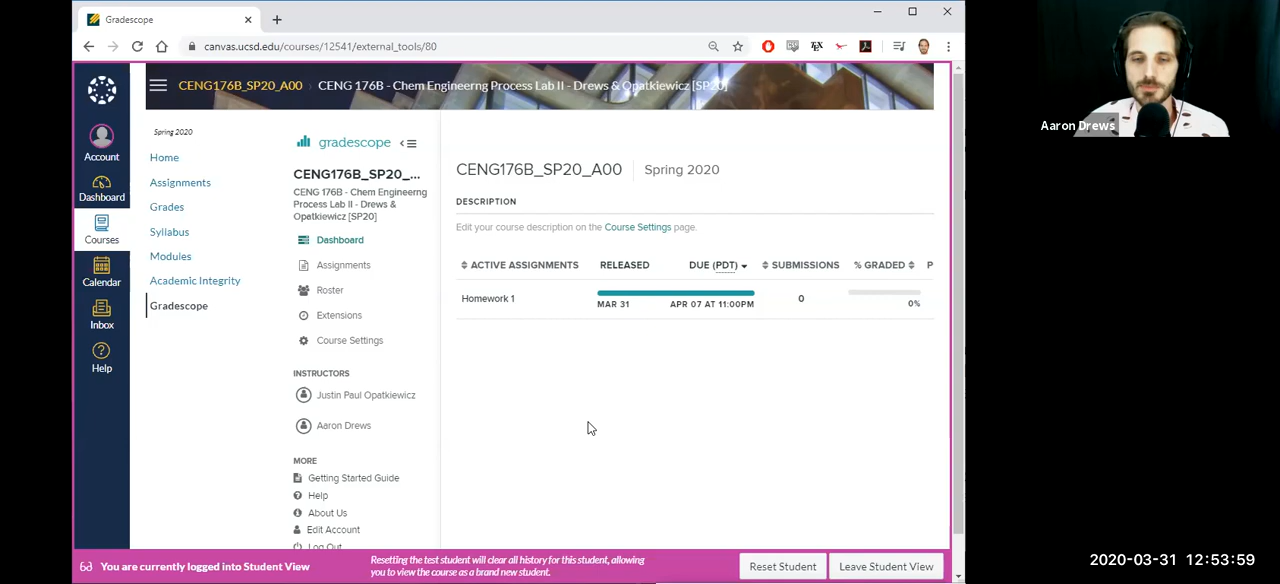 Gradescope
canvas.ucsd.edu/courses/12541/external_tools/80
CENG176B_SP20_A00 › CENG 176B - Chem Engineerng Process Lab II - Drews & Opatkiewicz [SP20]
Account
Dashboard
Courses
Calendar
Inbox
Help
Spring 2020
Home
Assignments
Grades
Syllabus
Modules
Academic Integrity
Gradescope
gradescope
CENG176B_SP20_...
CENG 176B - Chem Engineerng
Process Lab II - Drews &
Opatkiewicz [SP20]
Dashboard
Assignments
Roster
Extensions
Course Settings
INSTRUCTORS
Justin Paul Opatkiewicz
Aaron Drews
MORE
Getting Started Guide
Help
About Us
Edit Account
Log Out
CENG176B_SP20_A00 Spring 2020
DESCRIPTION
Edit your course description on the Course Settings page.
ACTIVE ASSIGNMENTS RELEASED DUE (PDT) SUBMISSIONS % GRADED P
Homework 1 MAR 31 APR 07 AT 11:00PM 0 0%
You are currently logged into Student View
Resetting the test student will clear all history for this student, allowing
you to view the course as a brand new student.
Reset Student
Leave Student View
Aaron Drews
2020-03-31 12:53:59